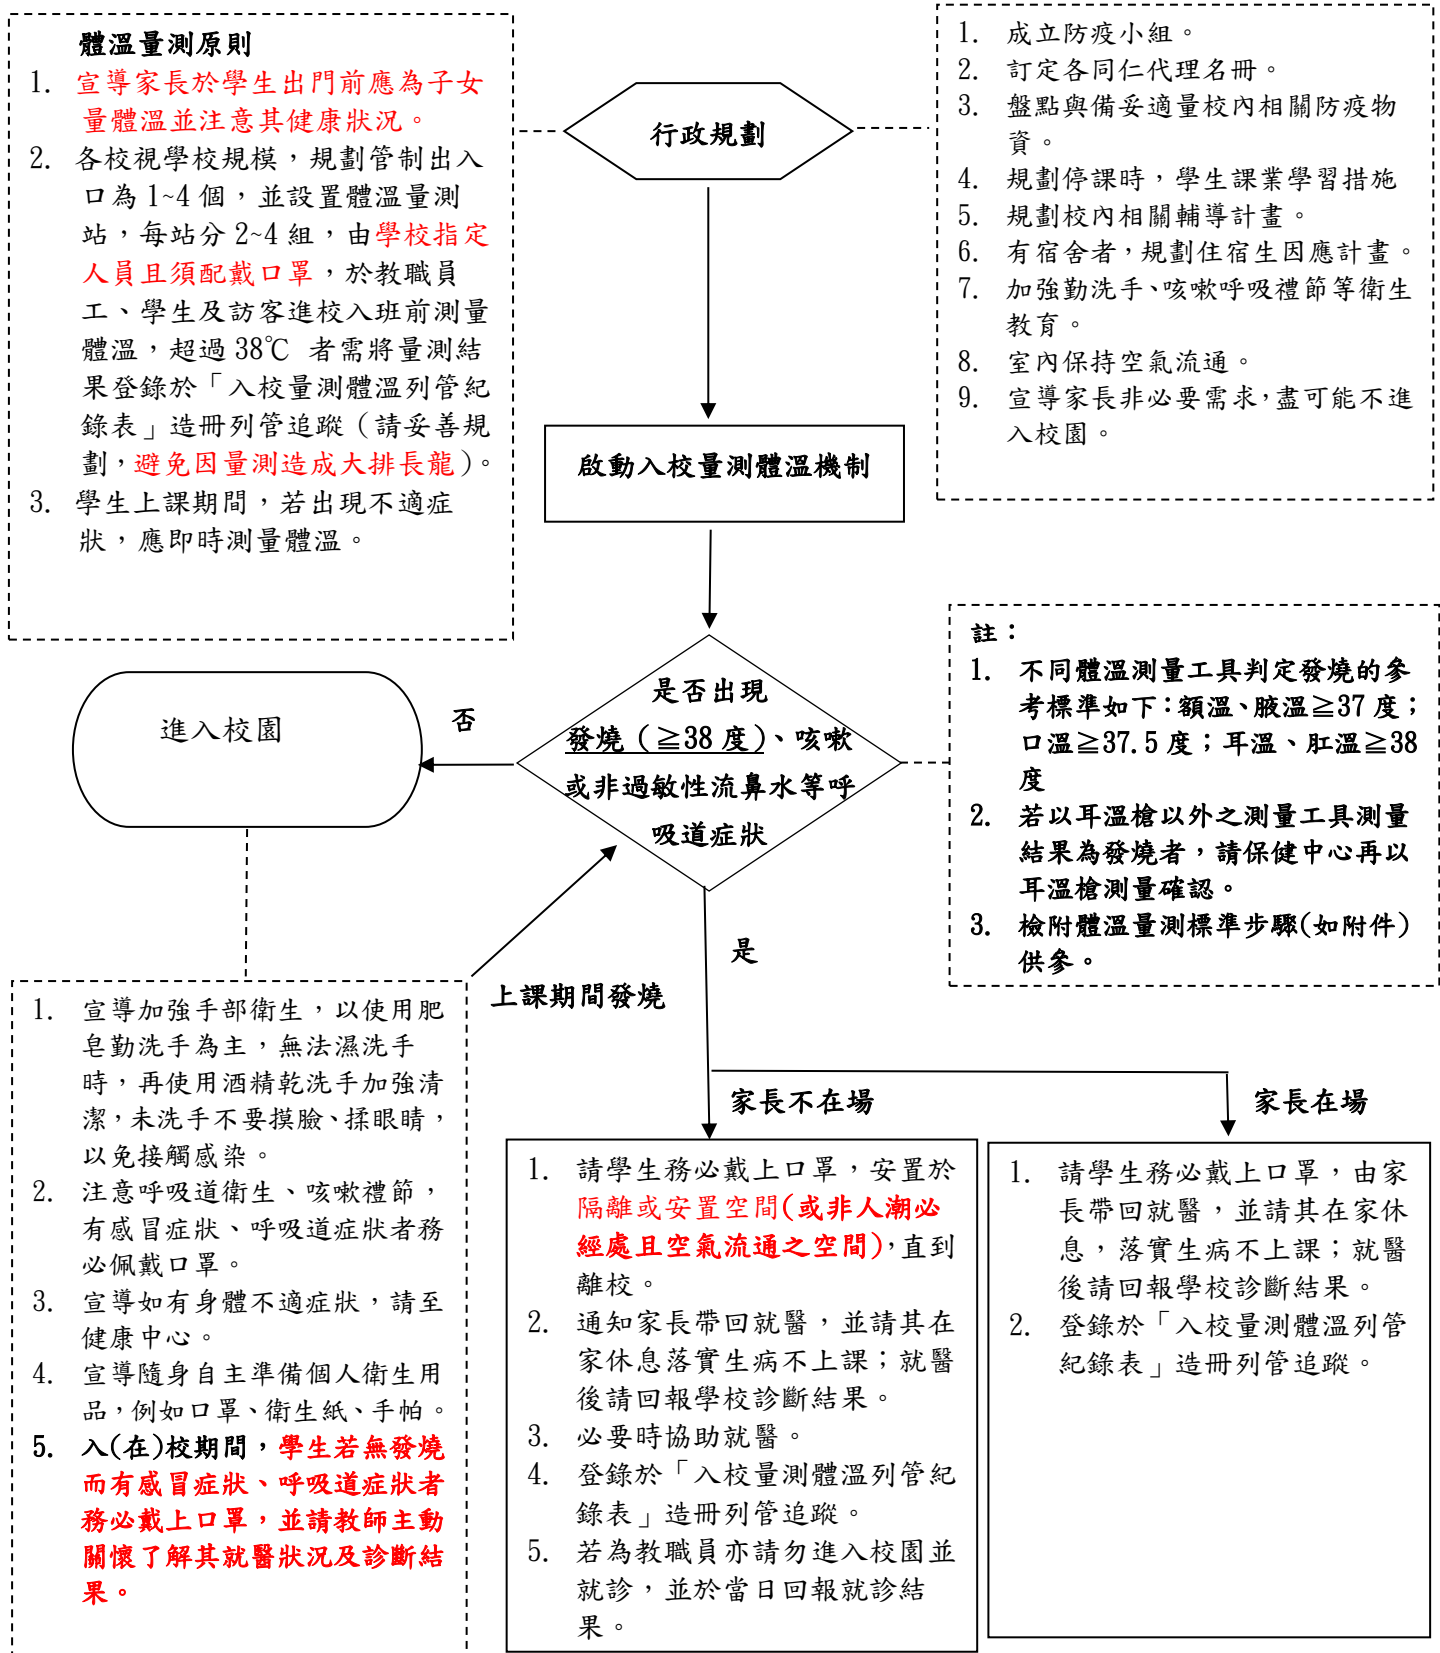 體溫量測原則
1. 宣導家長於學生出門前應為子女
量體溫並注意其健康狀況。
2. 各校視學校規模，規劃管制出入
口為 1~4 個，並設置體溫量測
站，每站分 2~4 組，由學校指定
人員且須配戴口罩，於教職員
工、學生及訪客進校入班前測量
體溫，超過 38℃ 者需將量測結
果登錄於「入校量測體溫列管紀
錄表」造冊列管追蹤（請妥善規
劃，避免因量測造成大排長龍）。
3. 學生上課期間，若出現不適症
狀，應即時測量體溫。
行政規劃
1. 成立防疫小組。
2. 訂定各同仁代理名冊。
3. 盤點與備妥適量校內相關防疫物
資。
4. 規劃停課時，學生課業學習措施
5. 規劃校內相關輔導計畫。
6. 有宿舍者，規劃住宿生因應計畫。
7. 加強勤洗手、咳嗽呼吸禮節等衛生
教育。
8. 室內保持空氣流通。
9. 宣導家長非必要需求，盡可能不進
入校園。
啟動入校量測體溫機制
是否出現
發燒（≧38 度）、咳嗽
或非過敏性流鼻水等呼
吸道症狀
註：
1. 不同體溫測量工具判定發燒的參
考標準如下：額溫、腋溫≧37 度；
口溫≧37.5 度；耳溫、肛溫≧38
度
2. 若以耳溫槍以外之測量工具測量
結果為發燒者，請保健中心再以
耳溫槍測量確認。
3. 檢附體溫量測標準步驟(如附件)
供參。
否
進入校園
是
上課期間發燒
1. 宣導加強手部衛生，以使用肥
皂勤洗手為主，無法濕洗手
時，再使用酒精乾洗手加強清
潔，未洗手不要摸臉、揉眼睛，
以免接觸感染。
2. 注意呼吸道衛生、咳嗽禮節，
有感冒症狀、呼吸道症狀者務
必佩戴口罩。
3. 宣導如有身體不適症狀，請至
健康中心。
4. 宣導隨身自主準備個人衛生用
品，例如口罩、衛生紙、手帕。
5. 入(在)校期間，學生若無發燒
而有感冒症狀、呼吸道症狀者
務必戴上口罩，並請教師主動
關懷了解其就醫狀況及診斷結
果。
家長不在場
1. 請學生務必戴上口罩，安置於
隔離或安置空間(或非人潮必
經處且空氣流通之空間)，直到
離校。
2. 通知家長帶回就醫，並請其在
家休息落實生病不上課；就醫
後請回報學校診斷結果。
3. 必要時協助就醫。
4. 登錄於「入校量測體溫列管紀
錄表」造冊列管追蹤。
5. 若為教職員亦請勿進入校園並
就診，並於當日回報就診結
果。
家長在場
1. 請學生務必戴上口罩，由家
長帶回就醫，並請其在家休
息，落實生病不上課；就醫
後請回報學校診斷結果。
2. 登錄於「入校量測體溫列管
紀錄表」造冊列管追蹤。